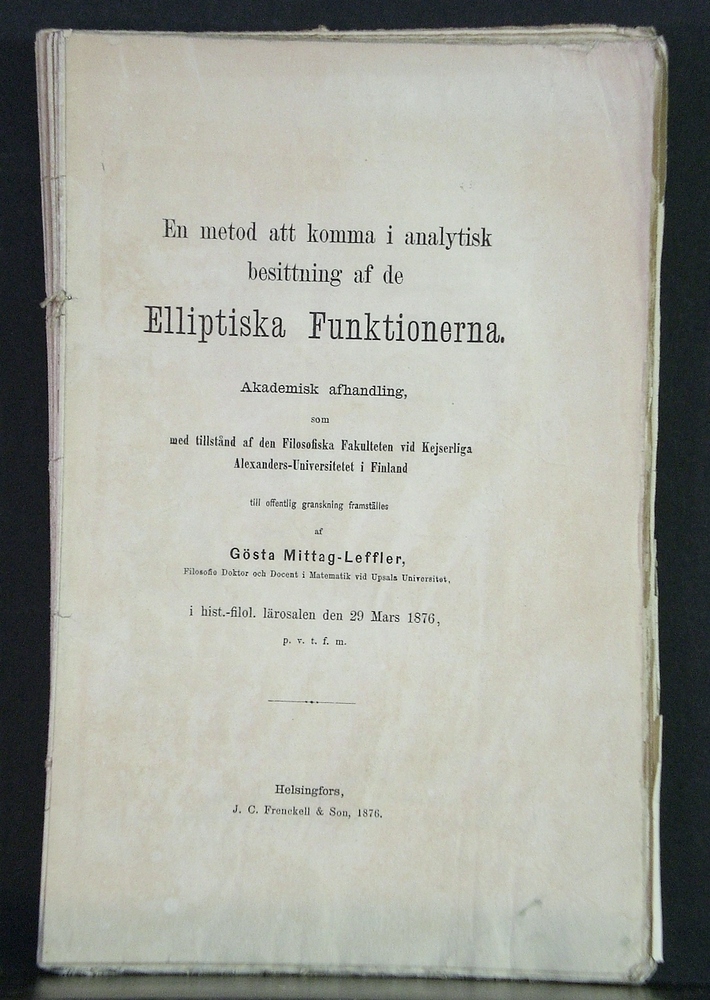 En metod att komma i analytisk
besittning af de
Elliptiska Funktionerna.
Akademisk afhandling,
som
med tillstånd af den Filosofiska Fakulteten vid Kejserliga
Alexanders-Universitetet i Finland
till offentlig granskning framställes
af
Gösta Mittag-Leffler,
Filosofie Doktor och Docent i Matematik vid Upsala Universitet,
i hist.-filol. lärosalen den 29 Mars 1876,
p. v. t. f. m.
Helsingfors,
J. C. Frenckell & Son, 1876.